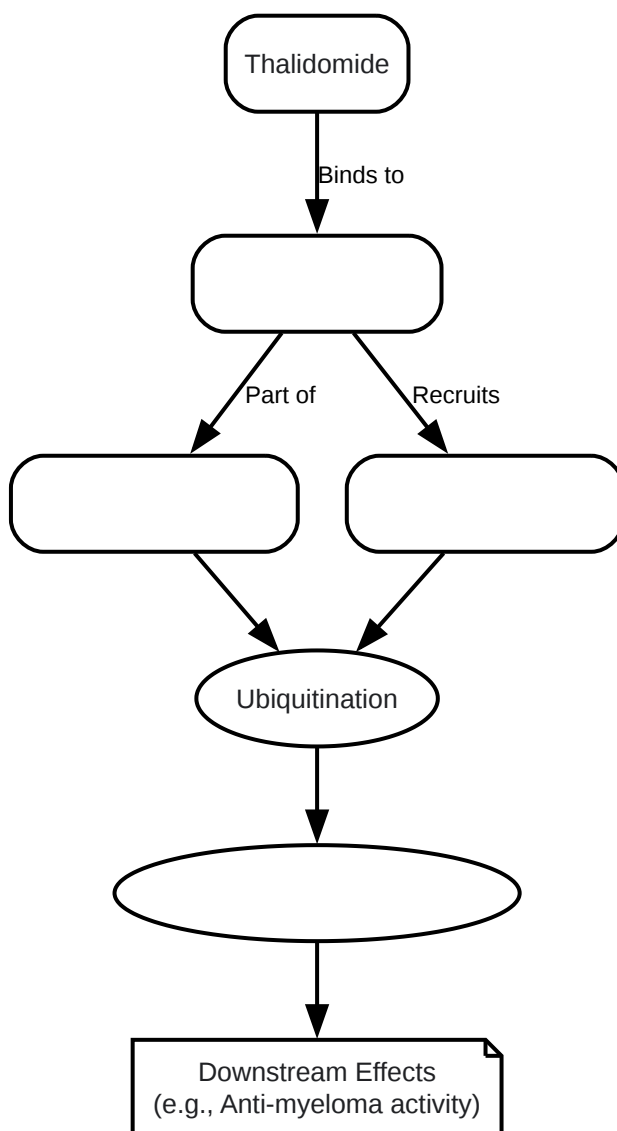 Thalidomide
Binds to
Part of
Recruits
Ubiquitination
Downstream Effects
(e.g., Anti-myeloma activity)